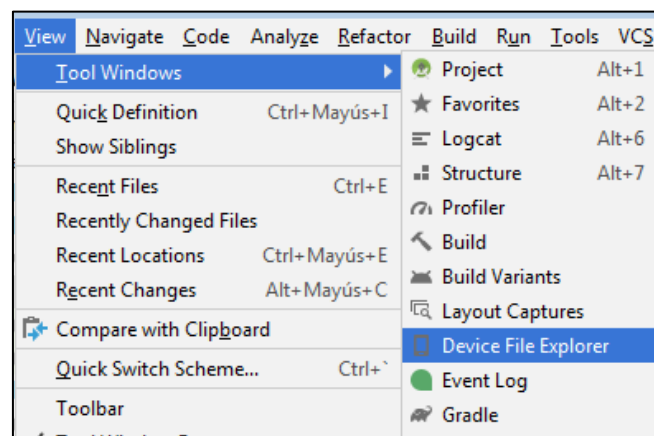 View Navigate Code Analyze Refactor Build Run Tools VCS
Tool Windows
Quick Definition Ctrl+Mayús+I
Show Siblings
Recent Files Ctrl+E
Recently Changed Files
Recent Locations Ctrl+Mayús+E
Recent Changes Alt+Mayús+C
Compare with Clipboard
Quick Switch Scheme... Ctrl+`
Toolbar
Project Alt+1
Favorites Alt+2
Logcat Alt+6
Structure Alt+7
Profiler
Build
Build Variants
Layout Captures
Device File Explorer
Event Log
Gradle